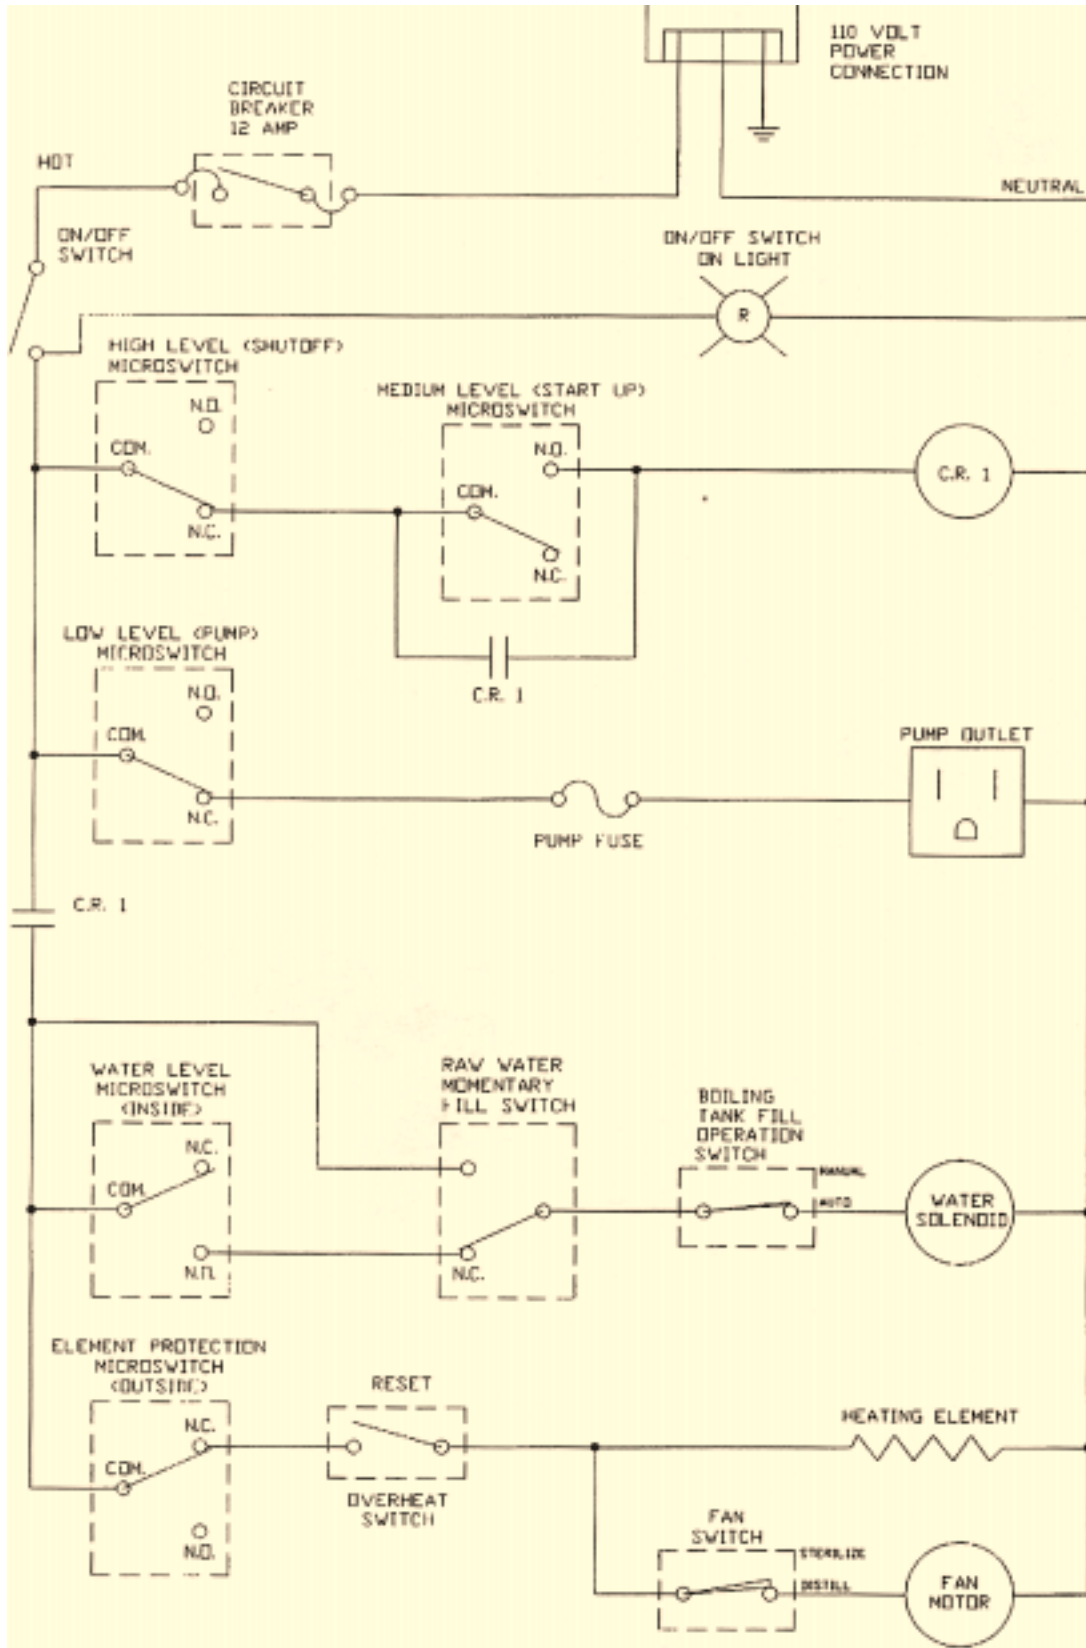 110 VOLT
POWER
CONNECTION
CIRCUIT
BREAKER
12 AMP
HOT
NEUTRAL
ON/OFF
SWITCH
ON/OFF SWITCH
ON LIGHT
R
HIGH LEVEL (SHUTOFF)
MICROSWITCH
N.O.
COM.
N.C.
MEDIUM LEVEL (START UP)
MICROSWITCH
N.O.
COM.
N.C.
C.R. 1
C.R. 1
LOW LEVEL (PUMP)
MICROSWITCH
N.O.
COM.
N.C.
PUMP FUSE
PUMP OUTLET
C.R. 1
WATER LEVEL
MICROSWITCH
(INSIDE)
N.C.
COM.
N.O.
RAW WATER
MOMENTARY
FILL SWITCH
N.C.
BOILING
TANK FILL
OPERATION
SWITCH
MANUAL
AUTO
WATER
SOLENOID
ELEMENT PROTECTION
MICROSWITCH
(OUTSIDE)
N.C.
COM.
N.O.
RESET
OVERHEAT
SWITCH
HEATING ELEMENT
FAN
SWITCH
STERILIZE
DISTILL
FAN
MOTOR